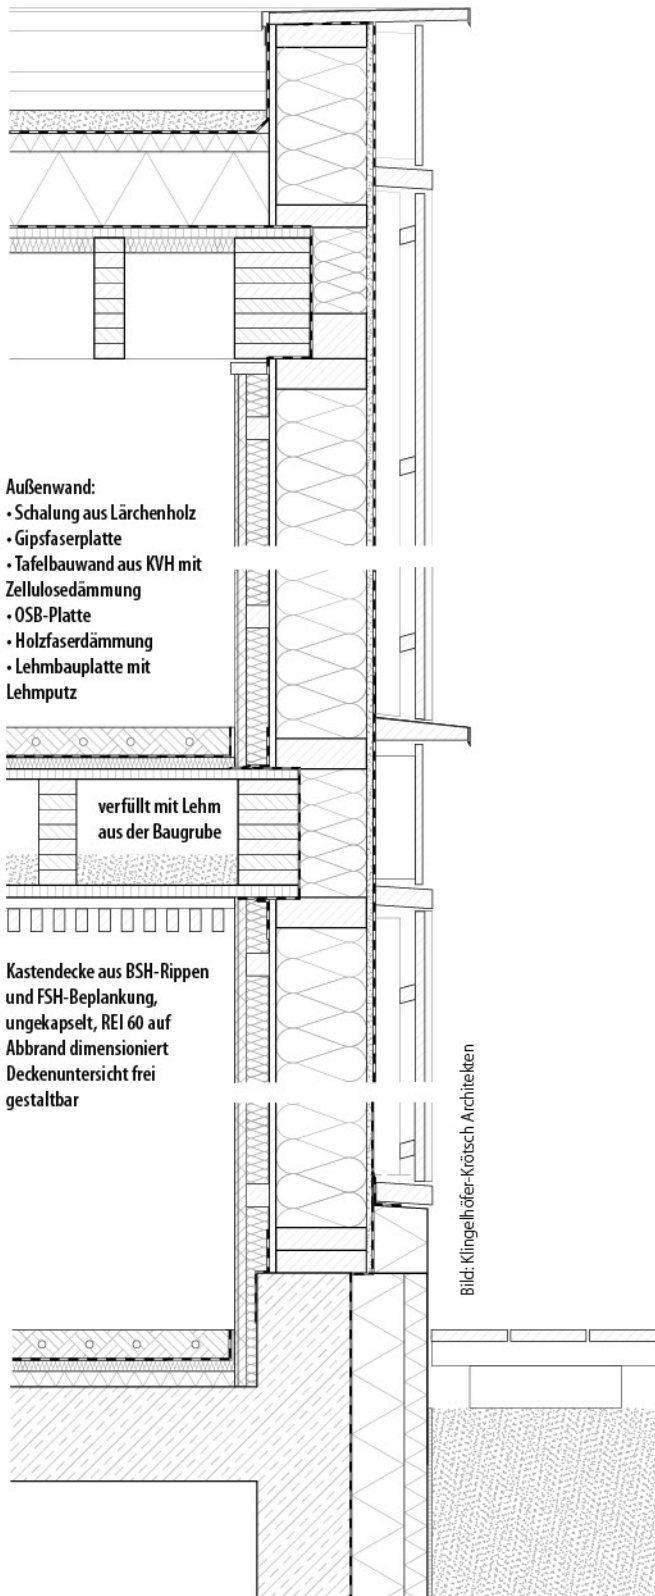 Außenwand:
• Schalung aus Lärchenholz
• Gipsfaserplatte
• Tafelbauwand aus KVH mit
Zellulosedämmung
• OSB-Platte
• Holzfaserdämmung
• Lehmbauplatte mit
Lehmputz
verfüllt mit Lehm
aus der Baugrube
Kastendecke aus BSH-Rippen
und FSH-Beplankung,
ungekapselt, REI 60 auf
Abbrand dimensioniert
Deckenuntersicht frei
gestaltbar
Bild: Klingelhöfer-Krötsch Architekten